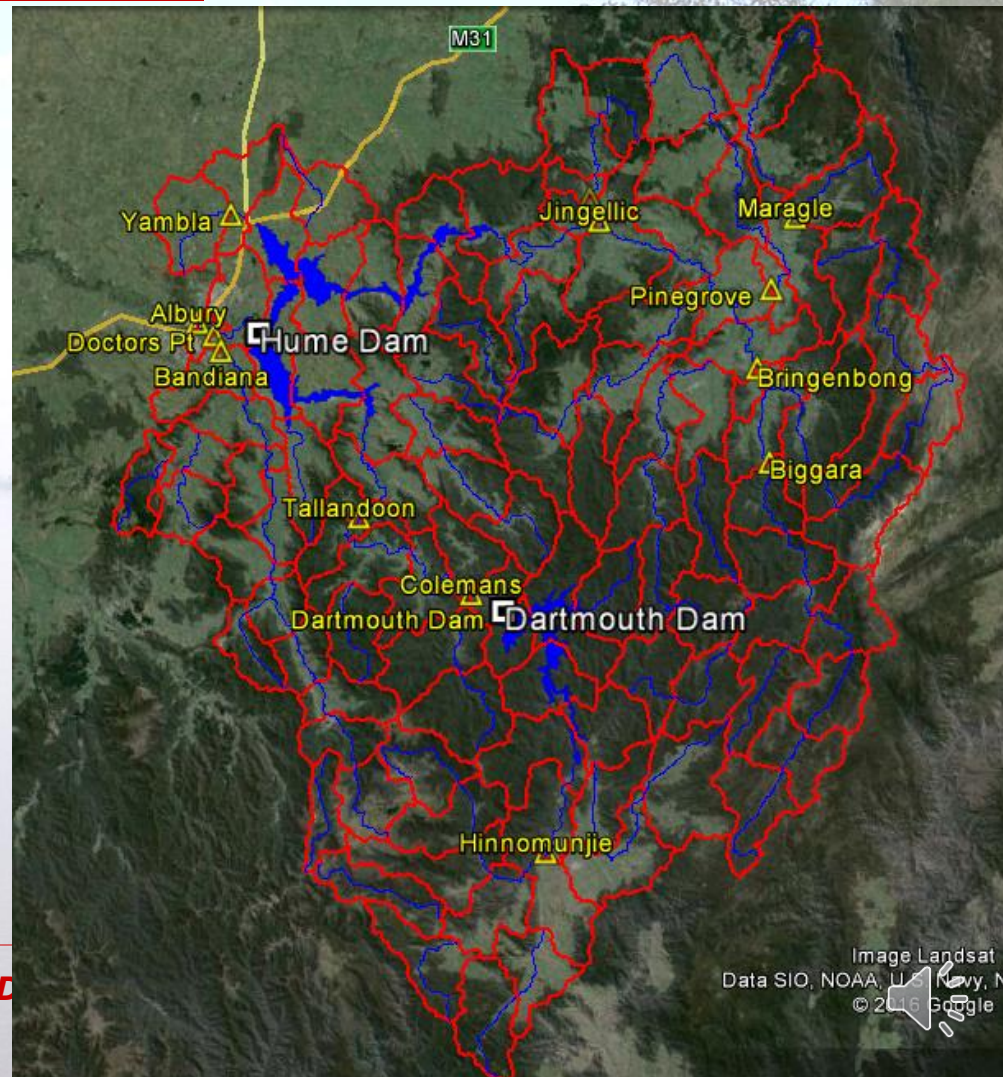 M31
Yambla
Jingellic
Maragle
Pinegrove
Albury
Doctors Pt
Hume Dam
Bandiana
Bringenbong
Biggara
Tallandoon
Colemans
Dartmouth Dam
Dartmouth Dam
Hinnomunjie
Image Landsat
Data SIO, NOAA, U.S. Navy, N
© 2016 Google
D